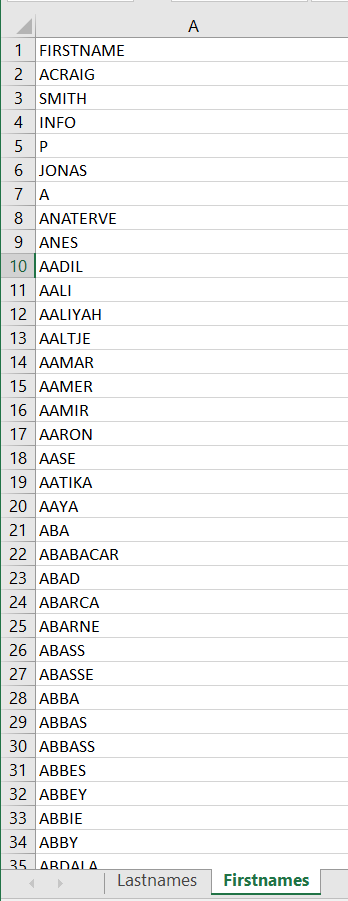 A
1 FIRSTNAME
2 ACRAIG
3 SMITH
4 INFO
5 P
6 JONAS
7 A
8 ANATERVE
9 ANES
10 AADIL
11 AALI
12 AALIYAH
13 AALTJE
14 AAMAR
15 AAMER
16 AAMIR
17 AARON
18 AASE
19 AATIKA
20 AAYA
21 ABA
22 ABABACAR
23 ABAD
24 ABARCA
25 ABARNE
26 ABASS
27 ABASSE
28 ABBA
29 ABBAS
30 ABBASS
31 ABBES
32 ABBEY
33 ABBIE
34 ABBY
35 ABDALA
Lastnames Firstnames